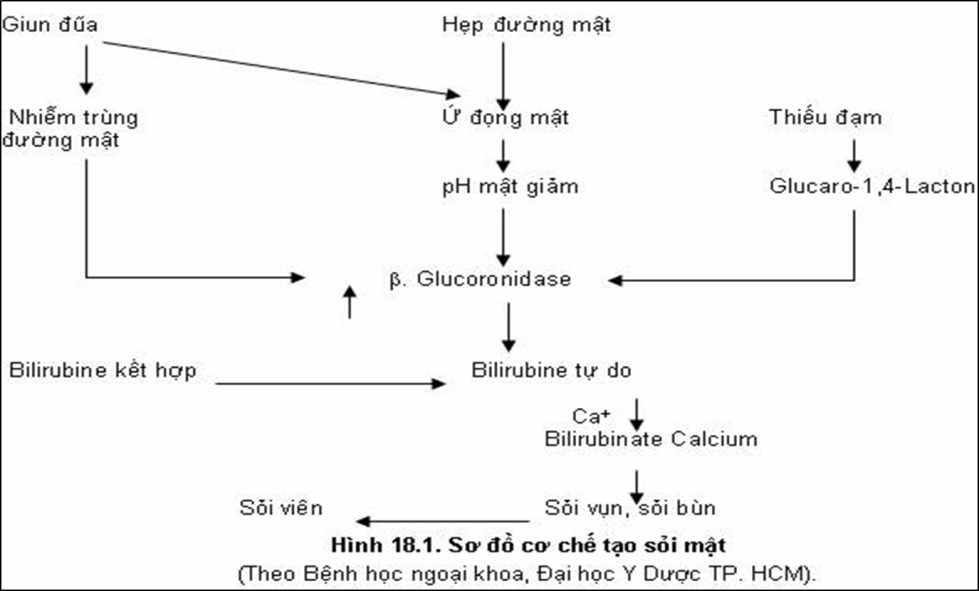 Giun đũa
Hẹp đường mật
Nhiễm trùng
đường mật
Ứ đọng mật
Thiếu đạm
pH mật giảm
Glucaro-1,4-Lacton
β. Glucoronidase
Bilirubine kết hợp
Bilirubine tự do
Ca⁺
Bilirubinate Calcium
Sỏi viên
Sỏi vụn, sỏi bùn
Hình 18.1. Sơ đồ cơ chế tạo sỏi mật
(Theo Bệnh học ngoại khoa, Đại học Y Dược TP. HCM).